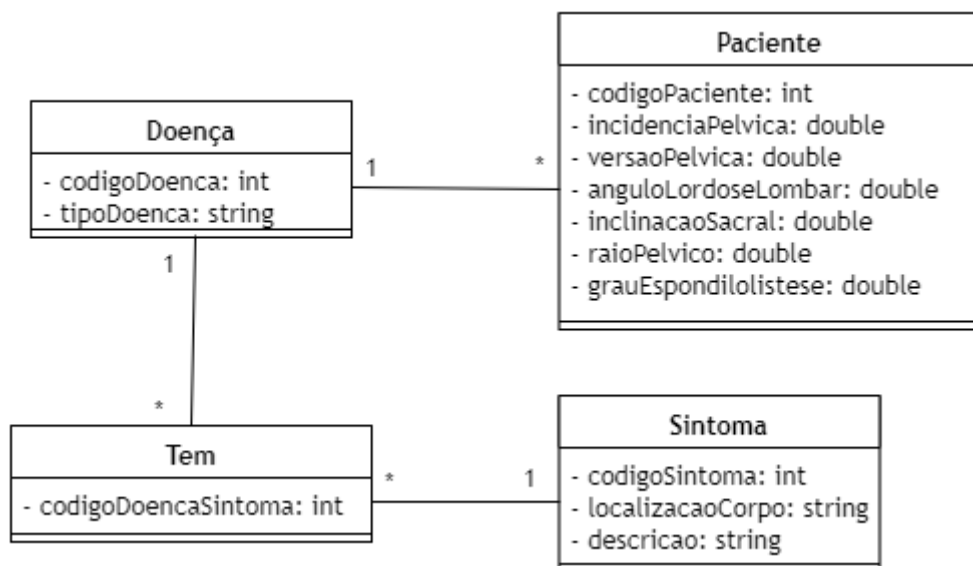 Paciente
- codigoPaciente: int
- incidenciaPelvica: double
- versaoPelvica: double
- anguloLordoseLombar: double
- inclinacaoSacral: double
- raioPelvico: double
- grauEspondilolistese: double
Doença
- codigoDoenca: int
- tipoDoenca: string
1
*
1
*
Tem
- codigoDoencaSintoma: int
*
1
Sintoma
- codigoSintoma: int
- localizacaoCorpo: string
- descricao: string